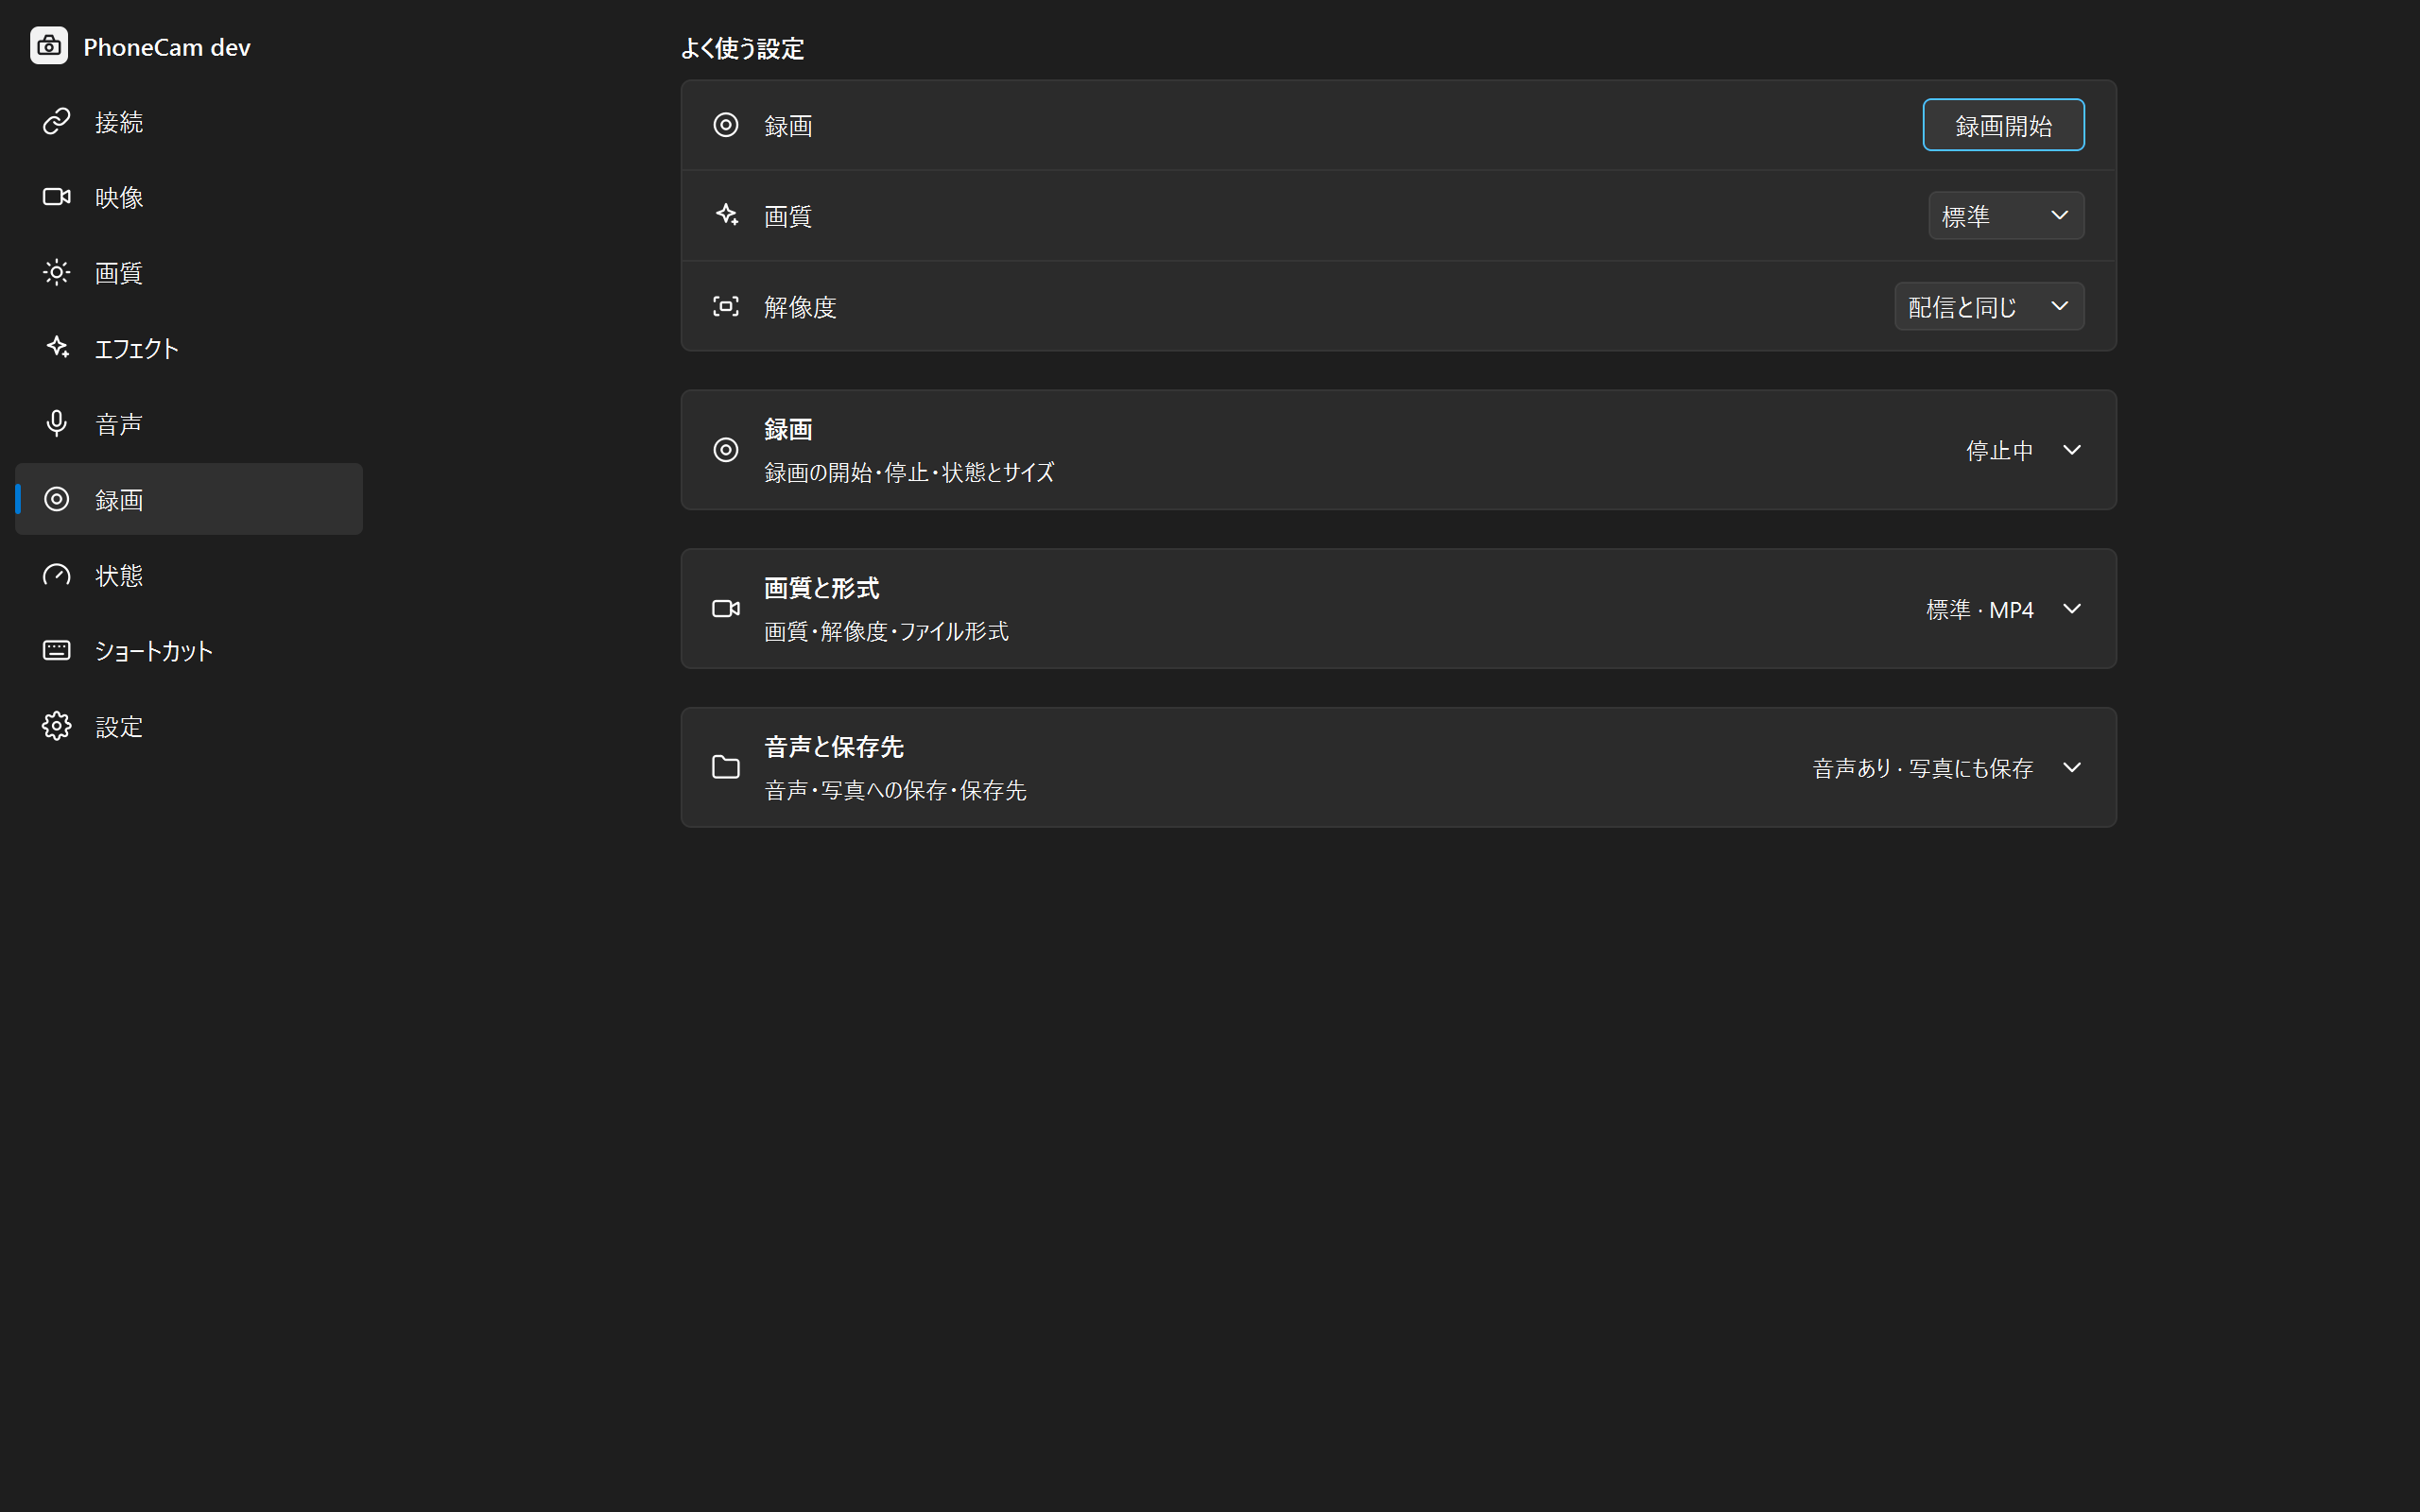 PhoneCam dev
接続
映像
画質
エフェクト
音声
録画
状態
ショートカット
設定
よく使う設定
録画
録画開始
画質
標準
解像度
配信と同じ
録画
録画の開始・停止・状態とサイズ
停止中
画質と形式
画質・解像度・ファイル形式
標準 · MP4
音声と保存先
音声・写真への保存・保存先
音声あり · 写真にも保存